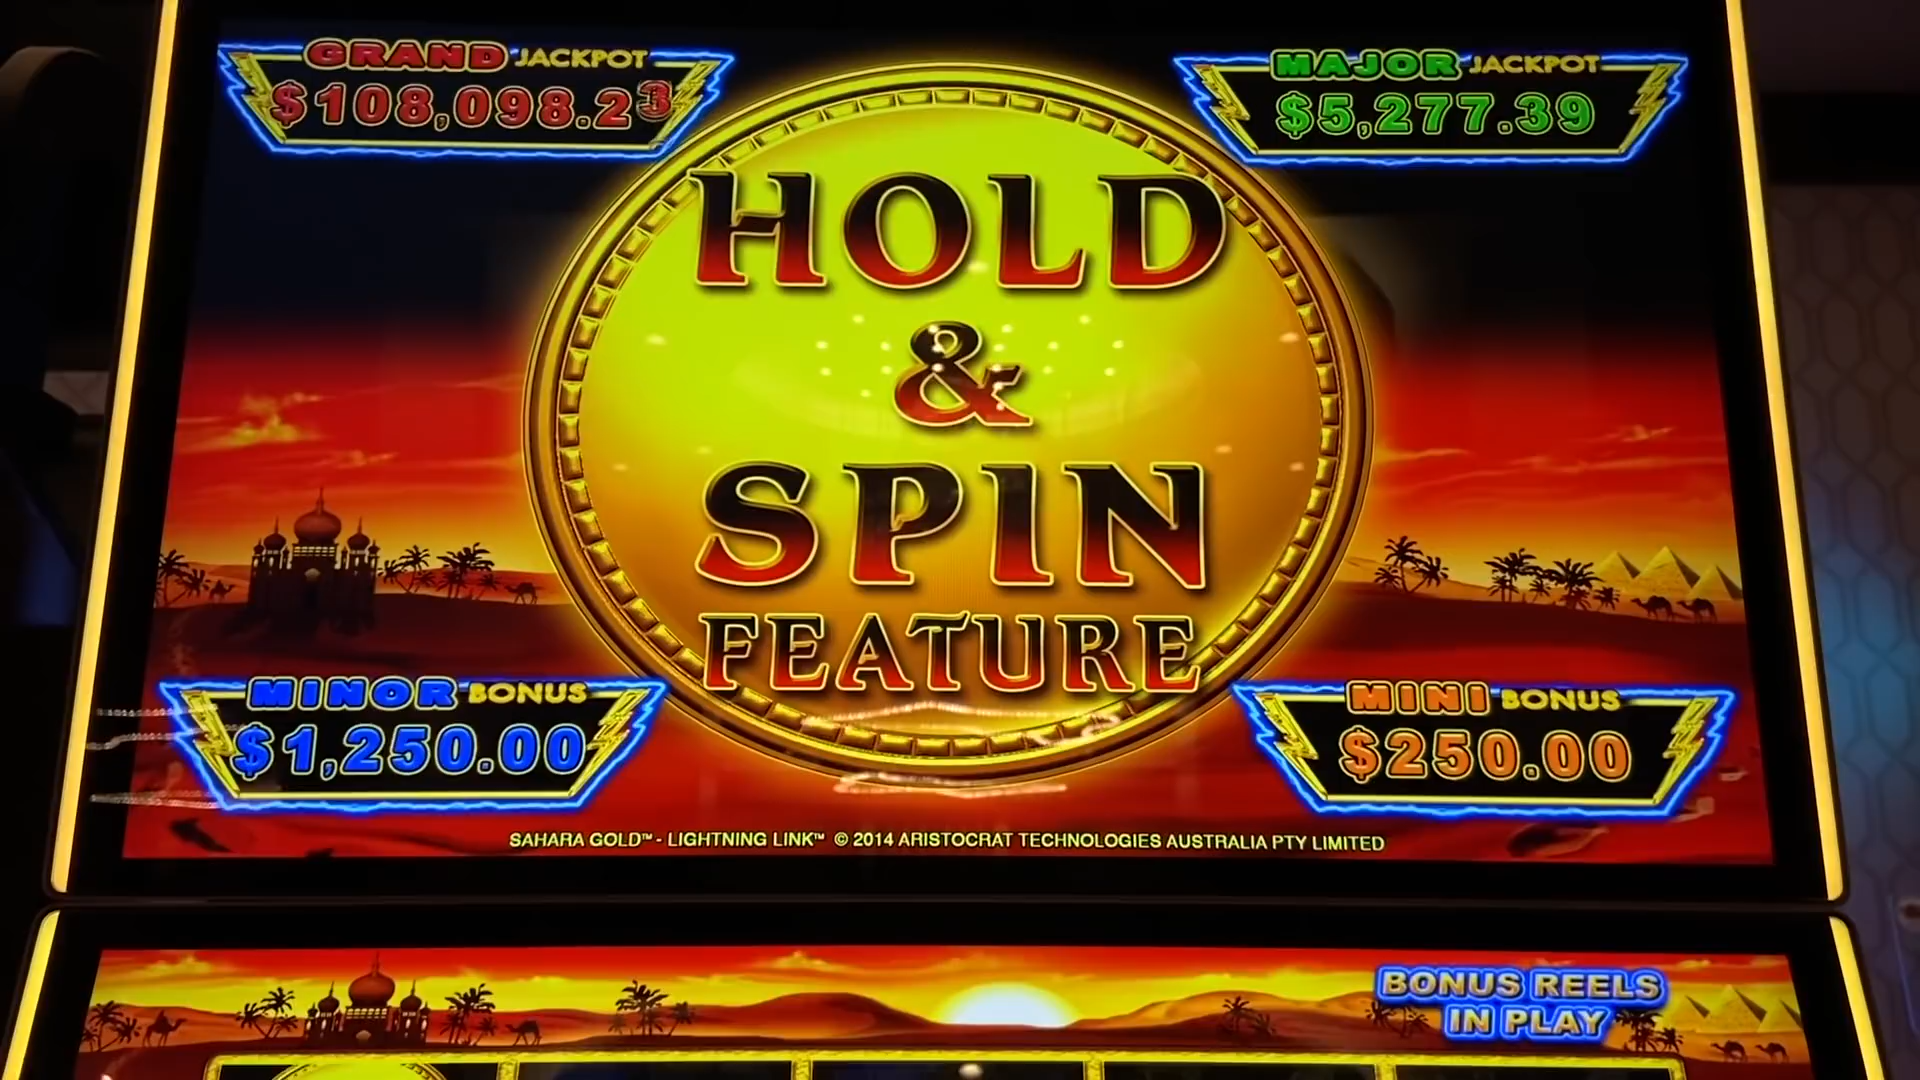 GRAND JACKPOT
$108,098.23
MAJOR JACKPOT
$5,277.39
HOLD
&
SPIN
FEATURE
MINOR BONUS
$1,250.00
MINI BONUS
$250.00
SAHARA GOLD™ - LIGHTNING LINK™ © 2014 ARISTOCRAT TECHNOLOGIES AUSTRALIA PTY LIMITED
BONUS REELS
IN PLAY